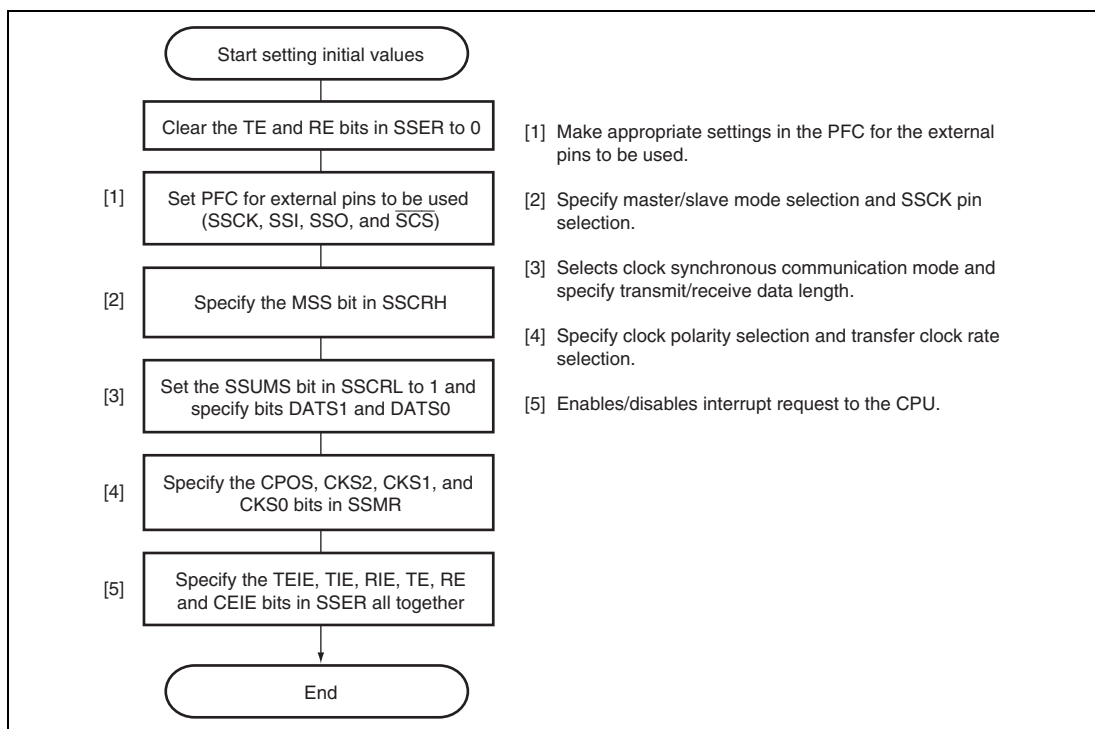 Start setting initial values
Clear the TE and RE bits in SSER to 0
[1]
Set PFC for external pins to be used
(SSCK, SSI, SSO, and SCS)
[2]
Specify the MSS bit in SSCRH
[3]
Set the SSUMS bit in SSCRL to 1 and
specify bits DATS1 and DATS0
[4]
Specify the CPOS, CKS2, CKS1, and
CKS0 bits in SSMR
[5]
Specify the TEIE, TIE, RIE, TE, RE
and CEIE bits in SSER all together
End
[1] Make appropriate settings in the PFC for the external
pins to be used.
[2] Specify master/slave mode selection and SSCK pin
selection.
[3] Selects clock synchronous communication mode and
specify transmit/receive data length.
[4] Specify clock polarity selection and transfer clock rate
selection.
[5] Enables/disables interrupt request to the CPU.